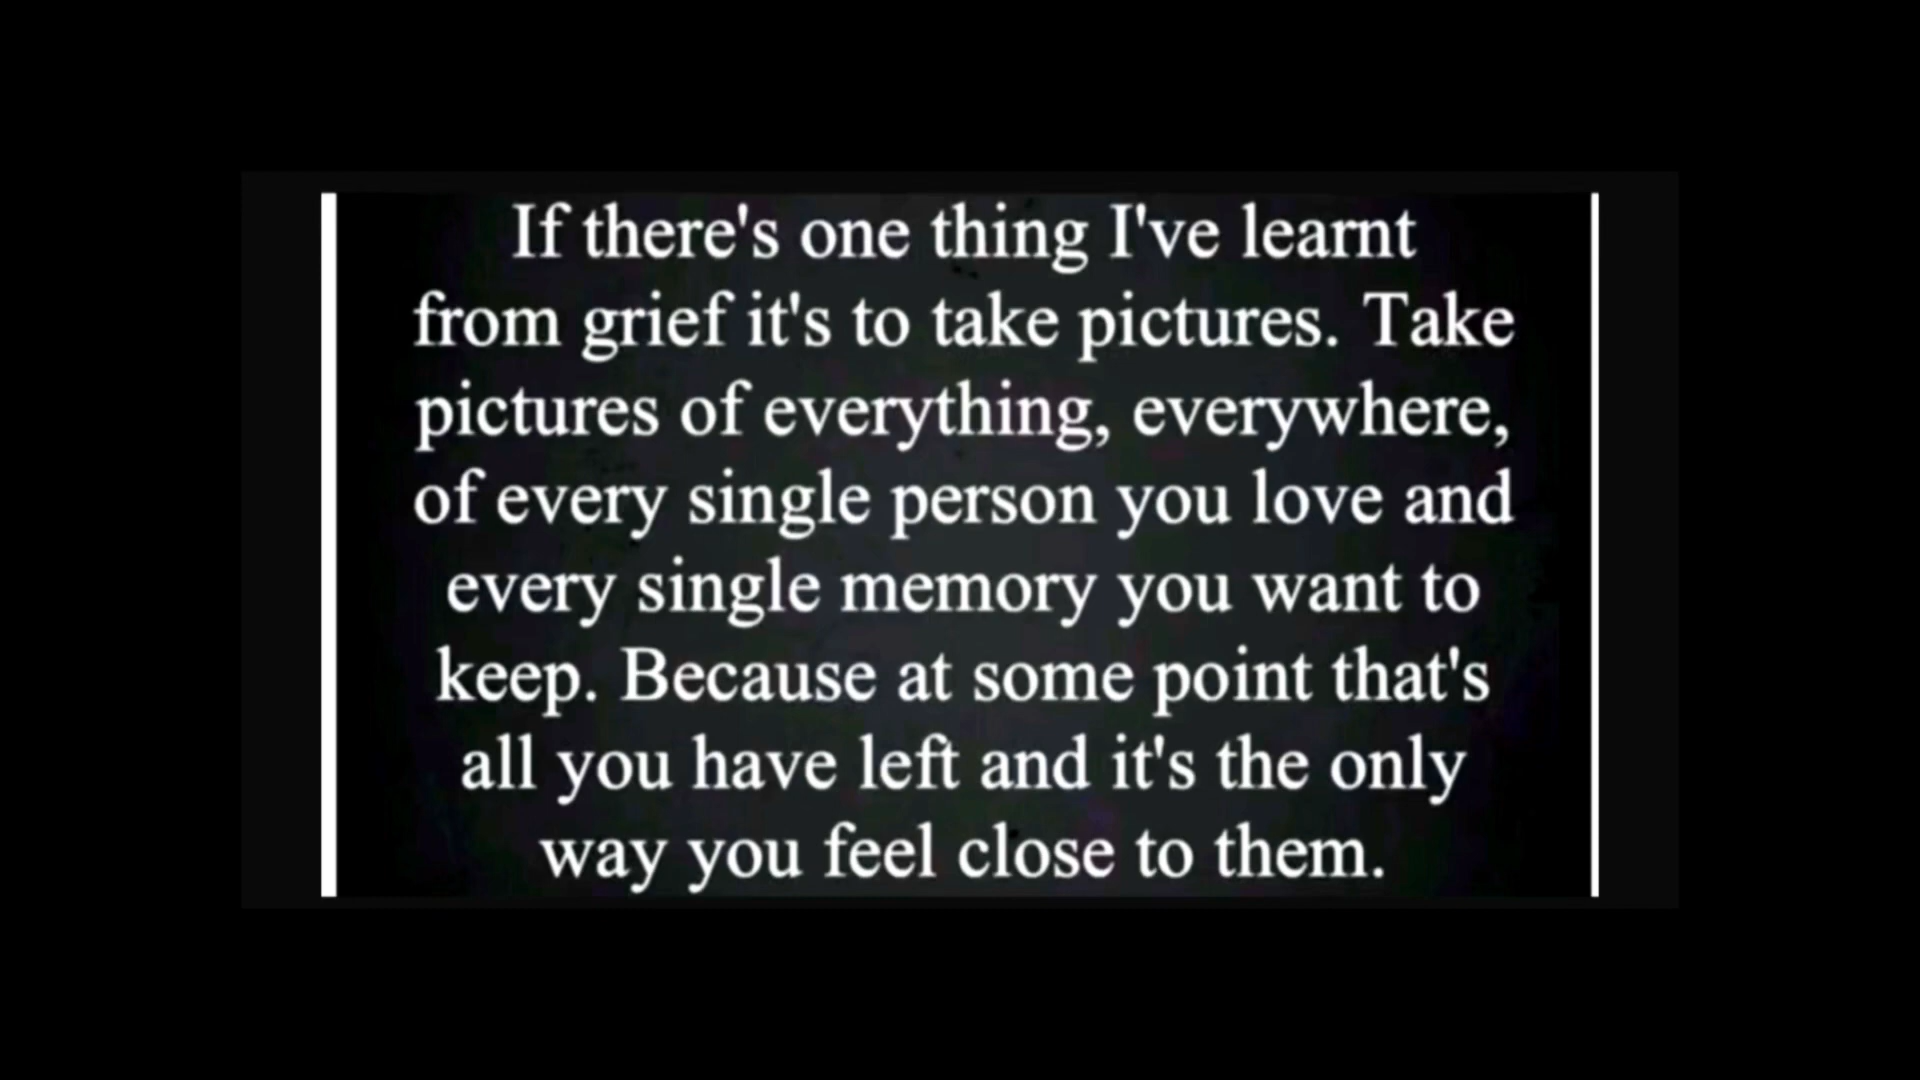 If there's one thing I've learnt
from grief it's to take pictures. Take
pictures of everything, everywhere,
of every single person you love and
every single memory you want to
keep. Because at some point that's
all you have left and it's the only
way you feel close to them.